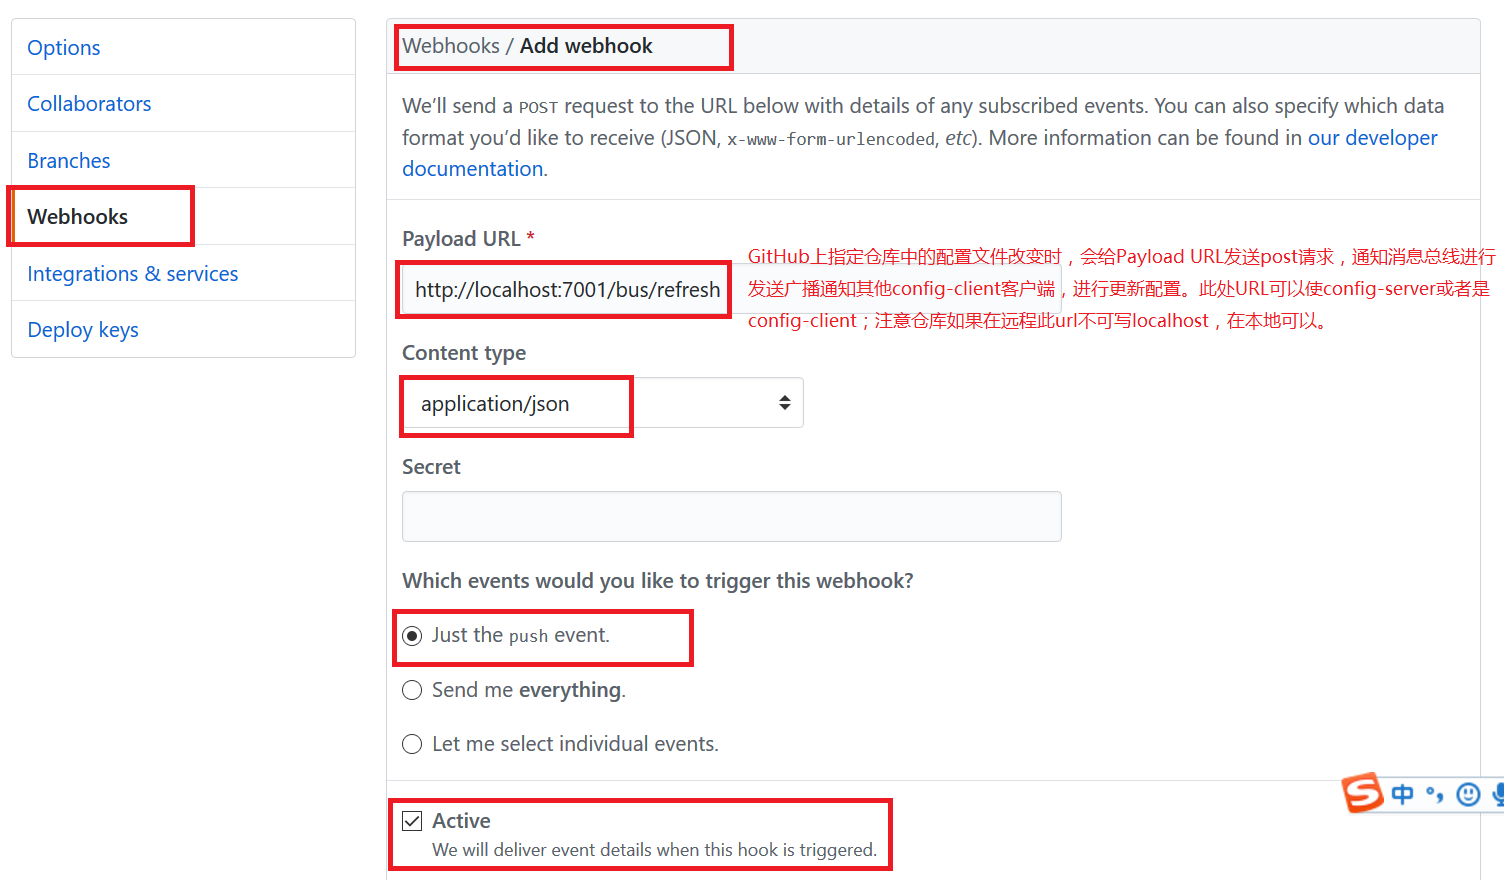 Options
Collaborators
Branches
Webhooks
Integrations & services
Deploy keys
Webhooks / Add webhook
We’ll send a POST request to the URL below with details of any subscribed events. You can also specify which data
format you’d like to receive (JSON, x-www-form-urlencoded, etc). More information can be found in our developer
documentation.
Payload URL *
http://localhost:7001/bus/refresh
GitHub上指定仓库中的配置文件改变时，会给Payload URL发送post请求，通知消息总线进行
发送广播通知其他config-client客户端，进行更新配置。此处URL可以使config-server或者是
config-client；注意仓库如果在远程此url不可写localhost，在本地可以。
Content type
application/json
Secret
Which events would you like to trigger this webhook?
Just the push event.
Send me everything.
Let me select individual events.
Active
We will deliver event details when this hook is triggered.
S 中 °,